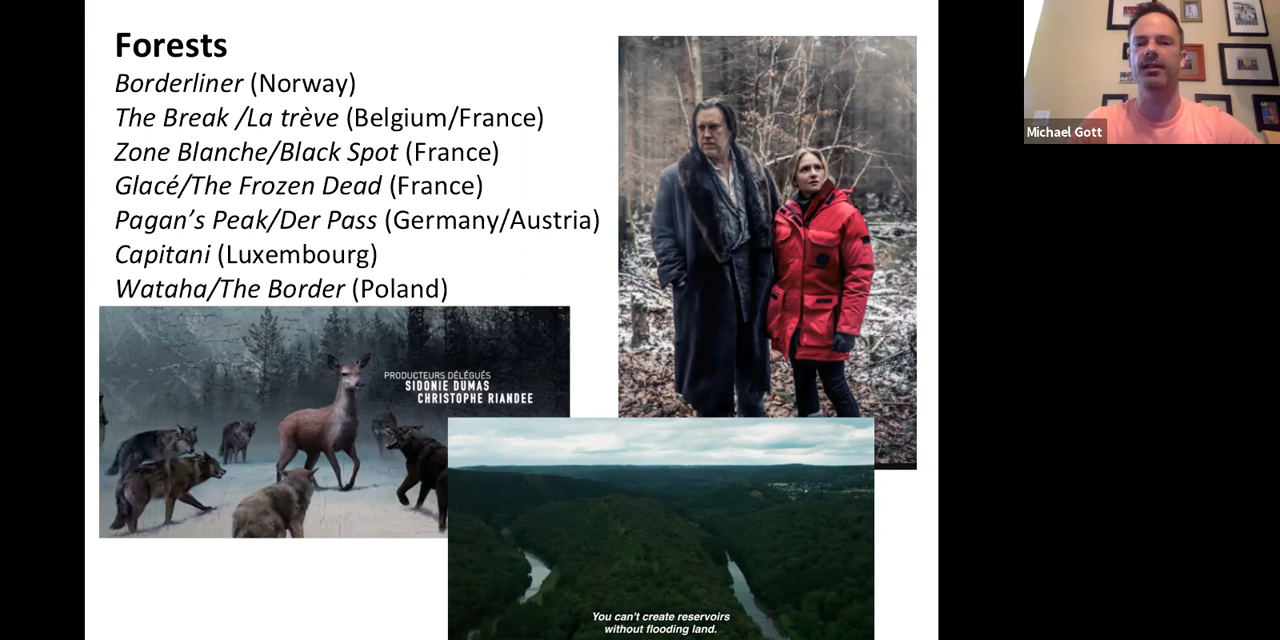 Forests
Borderliner (Norway)
The Break /La trève (Belgium/France)
Zone Blanche/Black Spot (France)
Glacé/The Frozen Dead (France)
Pagan’s Peak/Der Pass (Germany/Austria)
Capitani (Luxembourg)
Wataha/The Border (Poland)
PRODUCTEURS DÉLÉGUÉS
SIDONIE DUMAS
CHRISTOPHE RIANDEE
You can't create reservoirs
without flooding land.
Michael Gott